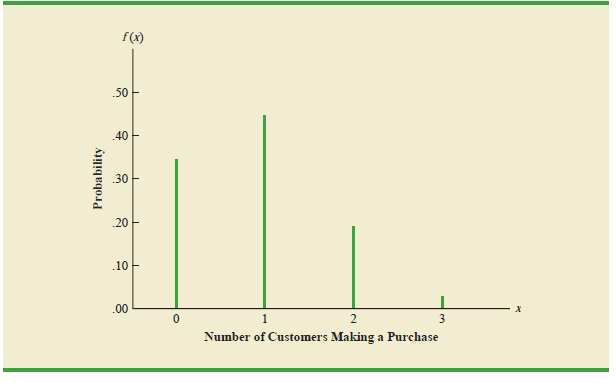 f (x)
.50
.40
.30
.20
.10
.00
Probability
0 1 2 3
x
Number of Customers Making a Purchase